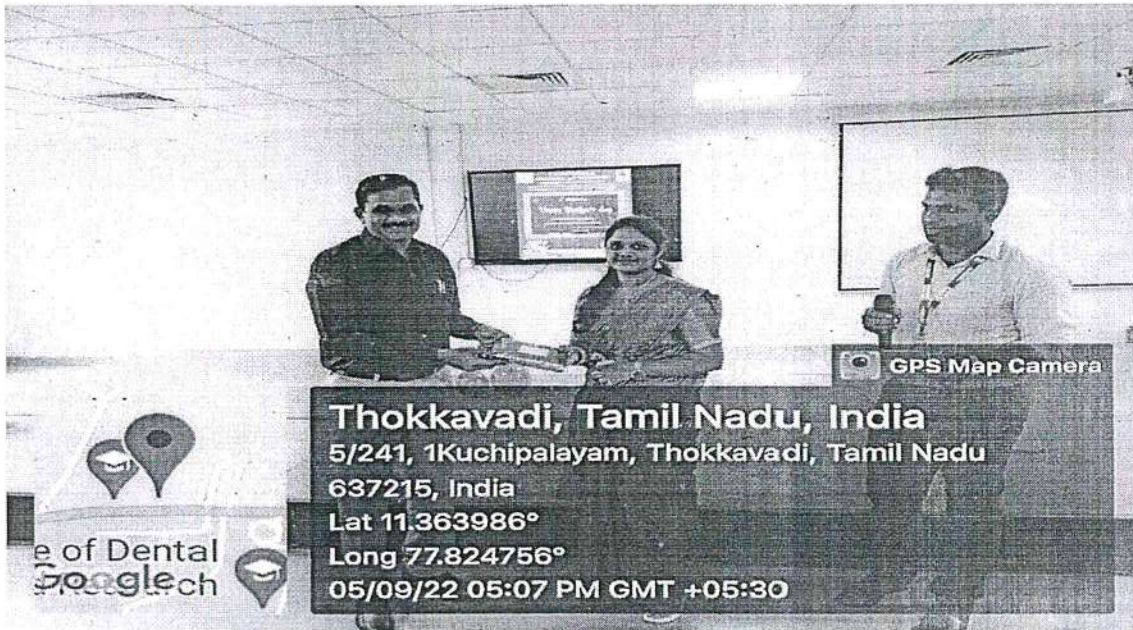 GPS Map Camera
Thokkavadi, Tamil Nadu, India
5/241, 1Kuchipalayam, Thokkavadi, Tamil Nadu
637215, India
Lat 11.363986°
Long 77.824756°
05/09/22 05:07 PM GMT +05:30
e of Dental
Google
ch